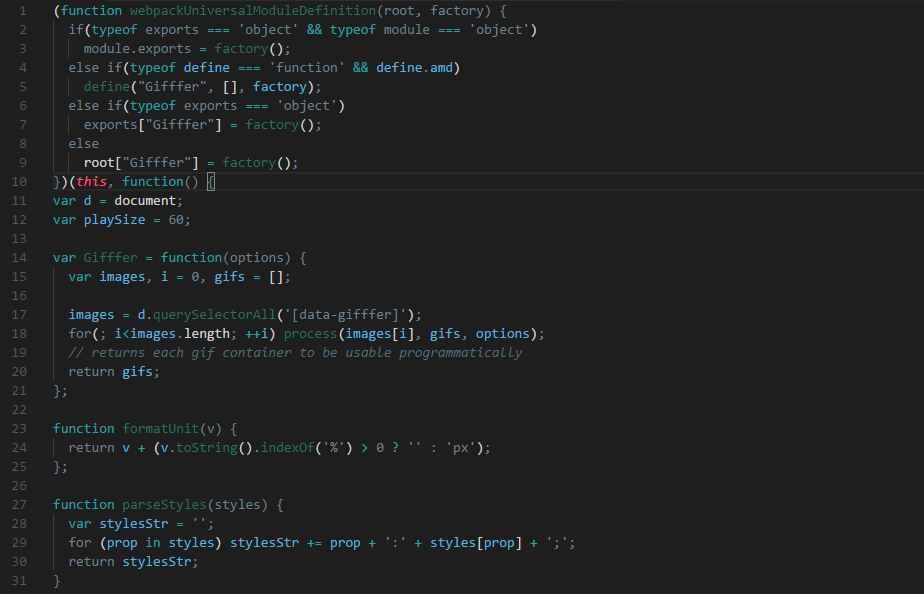 1 (function webpackUniversalModuleDefinition(root, factory) {
2   if(typeof exports === 'object' && typeof module === 'object')
3     module.exports = factory();
4   else if(typeof define === 'function' && define.amd)
5     define("Gifffer", [], factory);
6   else if(typeof exports === 'object')
7     exports["Gifffer"] = factory();
8   else
9     root["Gifffer"] = factory();
10 })(this, function() {
11 var d = document;
12 var playSize = 60;
13
14 var Gifffer = function(options) {
15   var images, i = 0, gifs = [];
16
17   images = d.querySelectorAll('[data-gifffer]');
18   for(; i<images.length; ++i) process(images[i], gifs, options);
19   // returns each gif container to be usable programmatically
20   return gifs;
21 };
22
23 function formatUnit(v) {
24   return v + (v.toString().indexOf('%') > 0 ? '' : 'px');
25 };
26
27 function parseStyles(styles) {
28   var stylesStr = '';
29   for (prop in styles) stylesStr += prop + ':' + styles[prop] + ';';
30   return stylesStr;
31 }